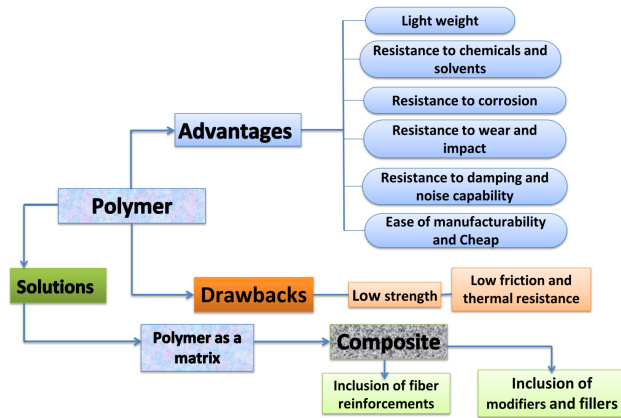 Light weight
Resistance to chemicals and
solvents
Resistance to corrosion
Advantages
Resistance to wear and
impact
Resistance to damping and
noise capability
Polymer
Ease of manufacturability
and Cheap
Solutions
Drawbacks
Low strength
Low friction and
thermal resistance
Polymer as a
matrix
Composite
Inclusion of fiber
reinforcements
Inclusion of
modifiers and fillers